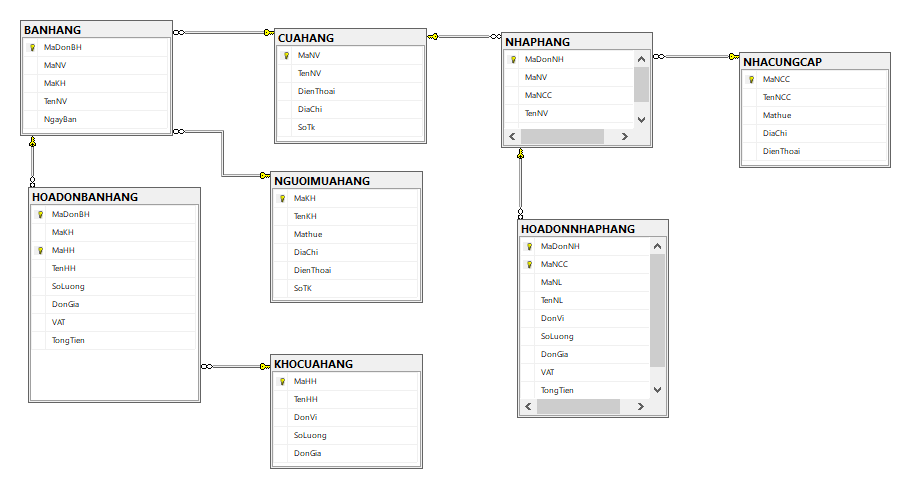 BANHANG
MaDonBH
MaNV
MaKH
TenNV
NgayBan
CUAHANG
MaNV
TenNV
DienThoai
DiaChi
SoTk
NHAPHANG
MaDonNH
MaNV
MaNCC
TenNV
NHACUNGCAP
MaNCC
TenNCC
Mathue
DiaChi
DienThoai
HOADONBANHANG
MaDonBH
MaKH
MaHH
TenHH
SoLuong
DonGia
VAT
TongTien
NGUOIMUAHANG
MaKH
TenKH
Mathue
DiaChi
DienThoai
SoTK
HOADONNHAPHANG
MaDonNH
MaNCC
MaNL
TenNL
DonVi
SoLuong
DonGia
VAT
TongTien
KHOCUAHANG
MaHH
TenHH
DonVi
SoLuong
DonGia